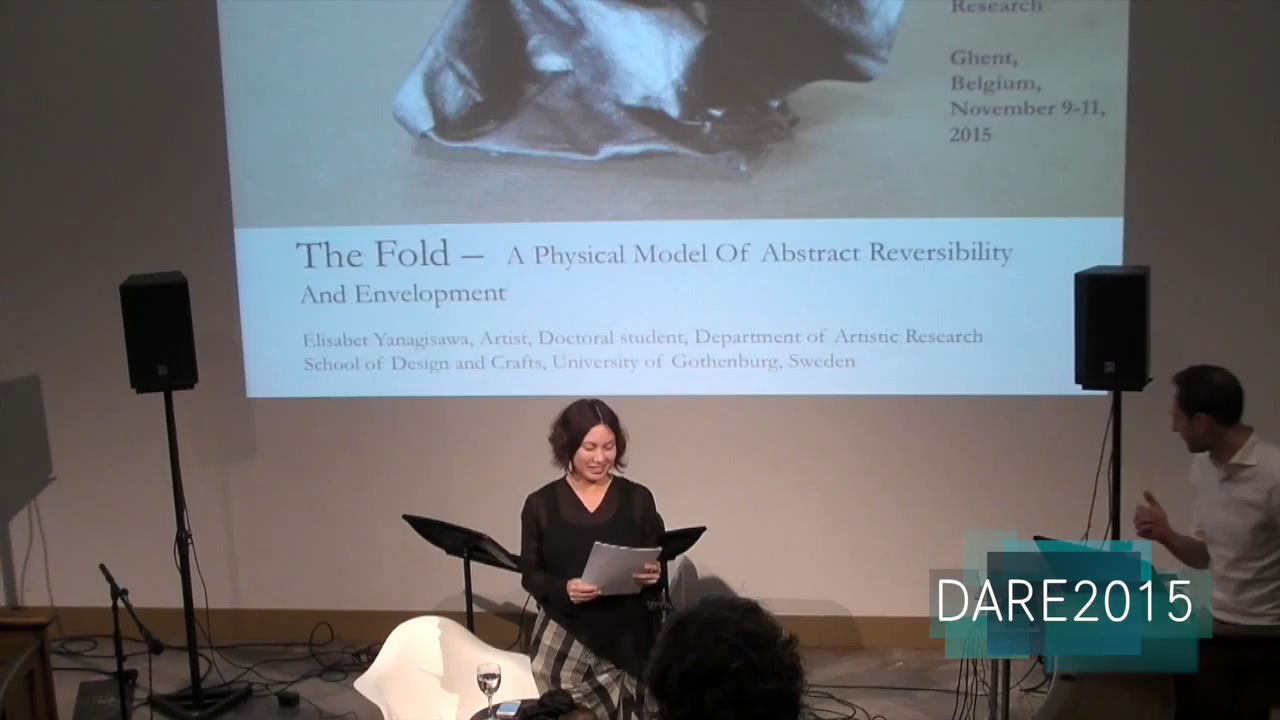 Research
Ghent,
Belgium,
November 9-11,
2015
The Fold – A Physical Model Of Abstract Reversibility
And Envelopment
Elisabet Yanagisawa, Artist, Doctoral student, Department of Artistic Research
School of Design and Crafts, University of Gothenburg, Sweden
DARE2015